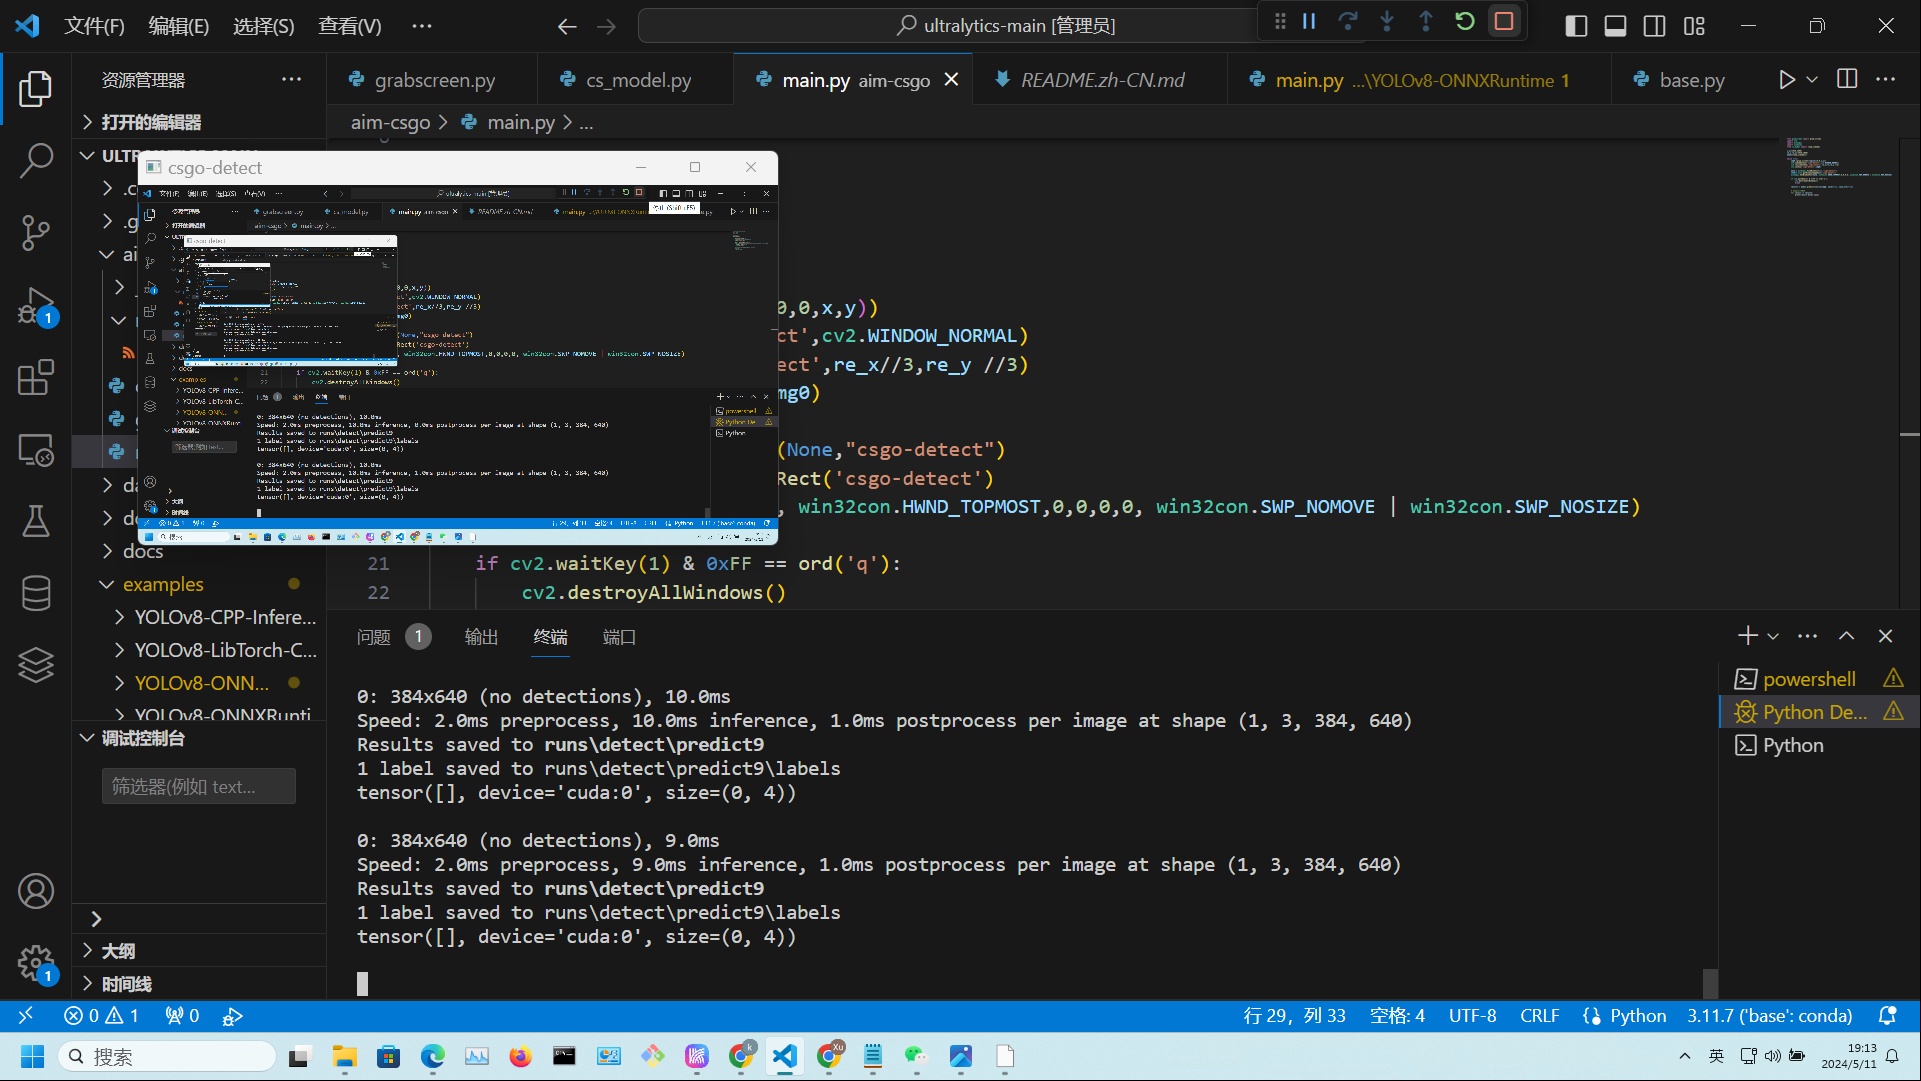 文件(F) 编辑(E) 选择(S) 查看(V) ···
ultralytics-main [管理员]
资源管理器 ···
grabscreen.py
cs_model.py
main.py aim-csgo
README.zh-CN.md
main.py ...\YOLOv8-ONNXRuntime 1
base.py
打开的编辑器
aim-csgo > main.py > ...
csgo-detect
0,0,x,y))
ct',cv2.WINDOW_NORMAL)
ect',re_x//3,re_y //3)
mg0)
(None,"csgo-detect")
Rect('csgo-detect')
, win32con.HWND_TOPMOST,0,0,0,0, win32con.SWP_NOMOVE | win32con.SWP_NOSIZE)
21 if cv2.waitKey(1) & 0xFF == ord('q'):
22 cv2.destroyAllWindows()
docs
examples
YOLOv8-CPP-Infere...
YOLOv8-LibTorch-C...
YOLOv8-ONN...
YOLOv8-ONNXRunti
调试控制台
筛选器(例如 text...
大纲
时间线
问题 1 输出 终端 端口
0: 384x640 (no detections), 10.0ms
Speed: 2.0ms preprocess, 10.0ms inference, 1.0ms postprocess per image at shape (1, 3, 384, 640)
Results saved to runs\detect\predict9
1 label saved to runs\detect\predict9\labels
tensor([], device='cuda:0', size=(0, 4))
0: 384x640 (no detections), 9.0ms
Speed: 2.0ms preprocess, 9.0ms inference, 1.0ms postprocess per image at shape (1, 3, 384, 640)
Results saved to runs\detect\predict9
1 label saved to runs\detect\predict9\labels
tensor([], device='cuda:0', size=(0, 4))
powershell
Python De...
Python
0 1 0
行 29，列 33 空格: 4 UTF-8 CRLF Python 3.11.7 ('base': conda)
搜索
英
19:13
2024/5/11